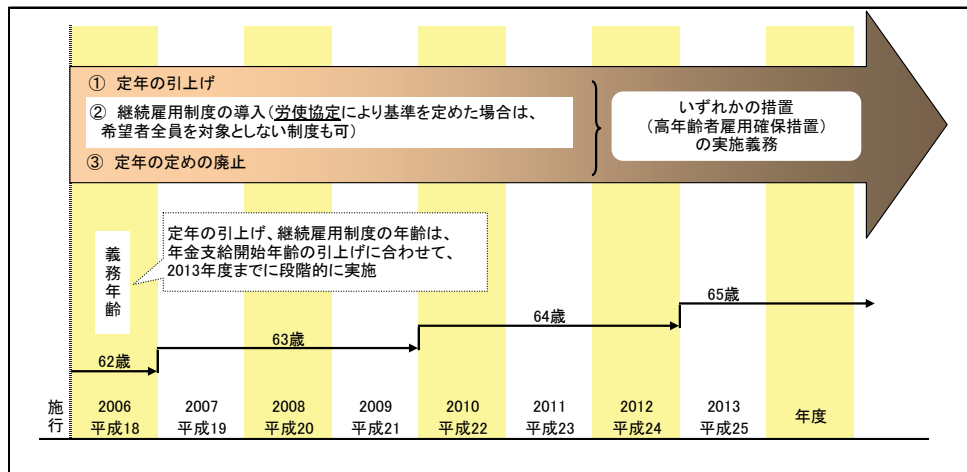 ① 定年の引上げ
② 継続雇用制度の導入(労使協定により基準を定めた場合は、
希望者全員を対象としない制度も可)
③ 定年の定めの廃止
いずれかの措置
(高年齢者雇用確保措置)
の実施義務
定年の引上げ、継続雇用制度の年齢は、
年金支給開始年齢の引上げに合わせて、
2013年度までに段階的に実施
義務年齢
62歳
63歳
64歳
65歳
施行
2006
平成18
2007
平成19
2008
平成20
2009
平成21
2010
平成22
2011
平成23
2012
平成24
2013
平成25
年度